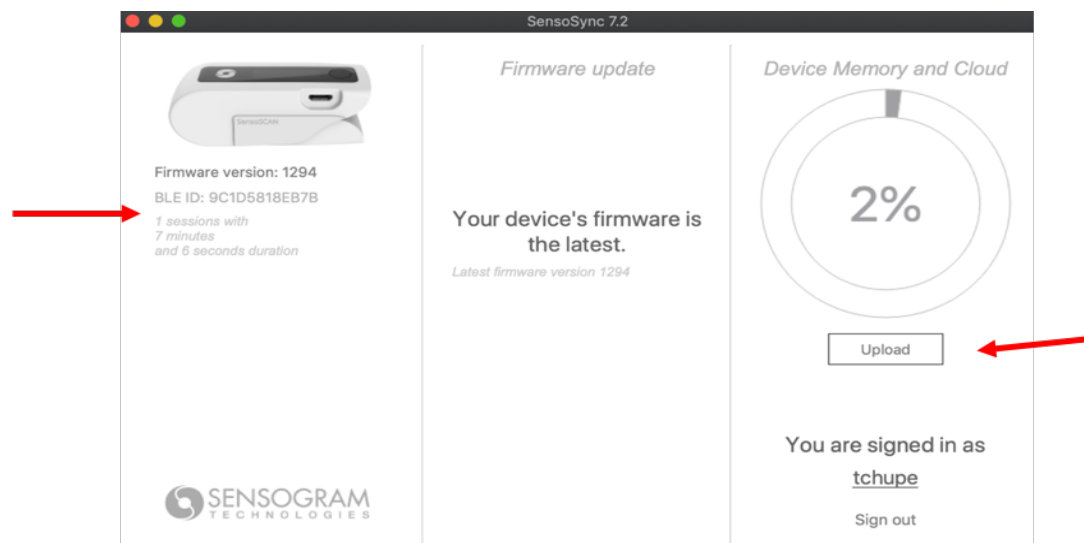 SensoSync 7.2
SensoSCAN
Firmware version: 1294
BLE ID: 9C1D5818EB7B
1 sessions with
7 minutes
and 6 seconds duration
SENSOGRAM
TECHNOLOGIES
Firmware update
Your device's firmware is
the latest.
Latest firmware version 1294
Device Memory and Cloud
2%
Upload
You are signed in as
tchupe
Sign out